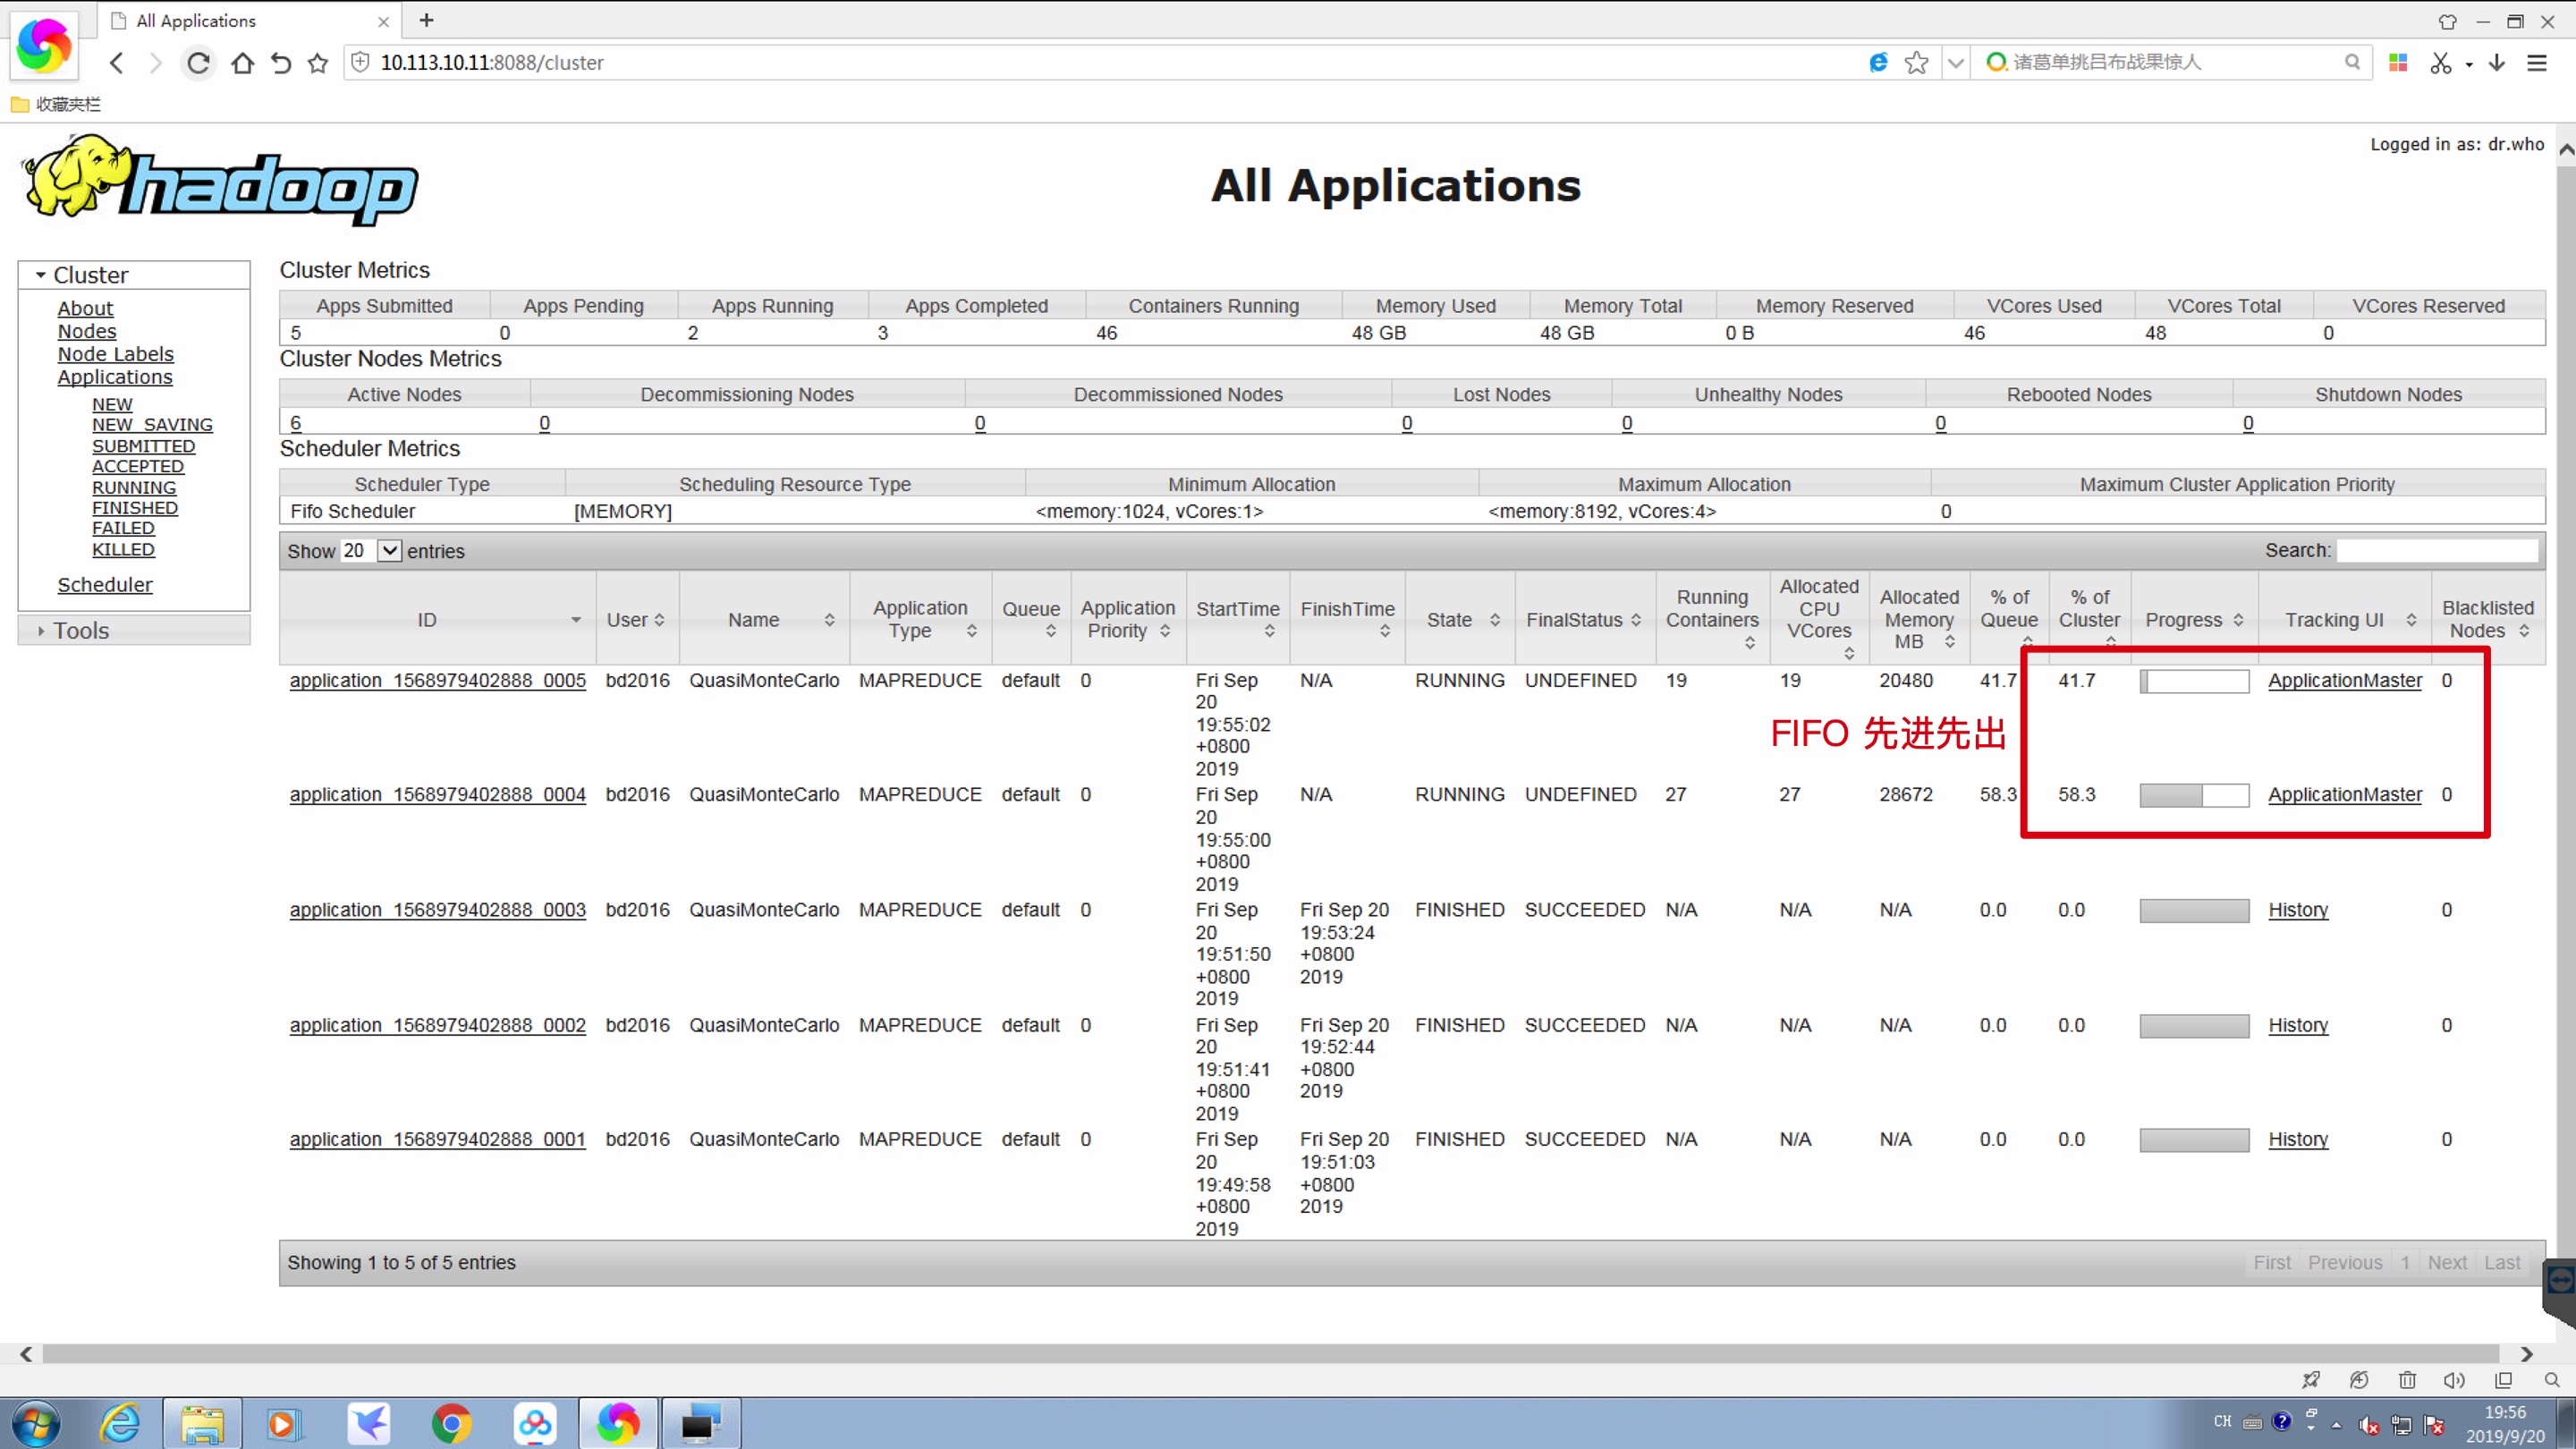 All Applications
10.113.10.11:8088/cluster
诸葛单挑吕布战果惊人
收藏夹栏
hadoop
All Applications
Logged in as: dr.who
Cluster
About
Nodes
Node Labels
Applications
NEW
NEW_SAVING
SUBMITTED
ACCEPTED
RUNNING
FINISHED
FAILED
KILLED
Scheduler
Tools
Cluster Metrics
Apps Submitted Apps Pending Apps Running Apps Completed Containers Running Memory Used Memory Total Memory Reserved VCores Used VCores Total VCores Reserved
5 0 2 3 46 48 GB 48 GB 0 B 46 48 0
Cluster Nodes Metrics
Active Nodes Decommissioning Nodes Decommissioned Nodes Lost Nodes Unhealthy Nodes Rebooted Nodes Shutdown Nodes
6 0 0 0 0 0 0
Scheduler Metrics
Scheduler Type Scheduling Resource Type Minimum Allocation Maximum Allocation Maximum Cluster Application Priority
Fifo Scheduler [MEMORY] <memory:1024, vCores:1> <memory:8192, vCores:4> 0
Show 20 entries Search:
ID User Name Application Type Queue Application Priority StartTime FinishTime State FinalStatus Running Containers Allocated CPU VCores Allocated Memory MB % of Queue % of Cluster Progress Tracking UI Blacklisted Nodes
application_1568979402888_0005 bd2016 QuasiMonteCarlo MAPREDUCE default 0 Fri Sep 20 19:55:02 +0800 2019 N/A RUNNING UNDEFINED 19 19 20480 41.7 41.7 ApplicationMaster 0
FIFO 先进先出
application_1568979402888_0004 bd2016 QuasiMonteCarlo MAPREDUCE default 0 Fri Sep 20 19:55:00 +0800 2019 N/A RUNNING UNDEFINED 27 27 28672 58.3 58.3 ApplicationMaster 0
application_1568979402888_0003 bd2016 QuasiMonteCarlo MAPREDUCE default 0 Fri Sep 20 19:51:50 +0800 2019 Fri Sep 20 19:53:24 +0800 2019 FINISHED SUCCEEDED N/A N/A N/A 0.0 0.0 History 0
application_1568979402888_0002 bd2016 QuasiMonteCarlo MAPREDUCE default 0 Fri Sep 20 19:51:41 +0800 2019 Fri Sep 20 19:52:44 +0800 2019 FINISHED SUCCEEDED N/A N/A N/A 0.0 0.0 History 0
application_1568979402888_0001 bd2016 QuasiMonteCarlo MAPREDUCE default 0 Fri Sep 20 19:49:58 +0800 2019 Fri Sep 20 19:51:03 +0800 2019 FINISHED SUCCEEDED N/A N/A N/A 0.0 0.0 History 0
Showing 1 to 5 of 5 entries First Previous 1 Next Last
CH
19:56
2019/9/20